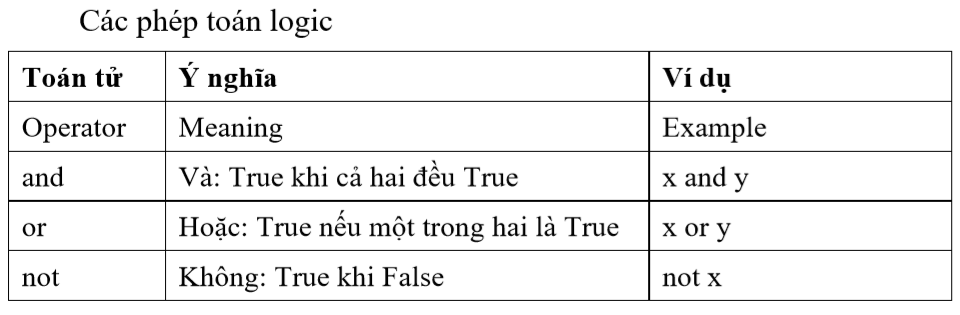 Các phép toán logic
Toán tử Ý nghĩa Ví dụ
Operator Meaning Example
and Và: True khi cả hai đều True x and y
or Hoặc: True nếu một trong hai là True x or y
not Không: True khi False not x